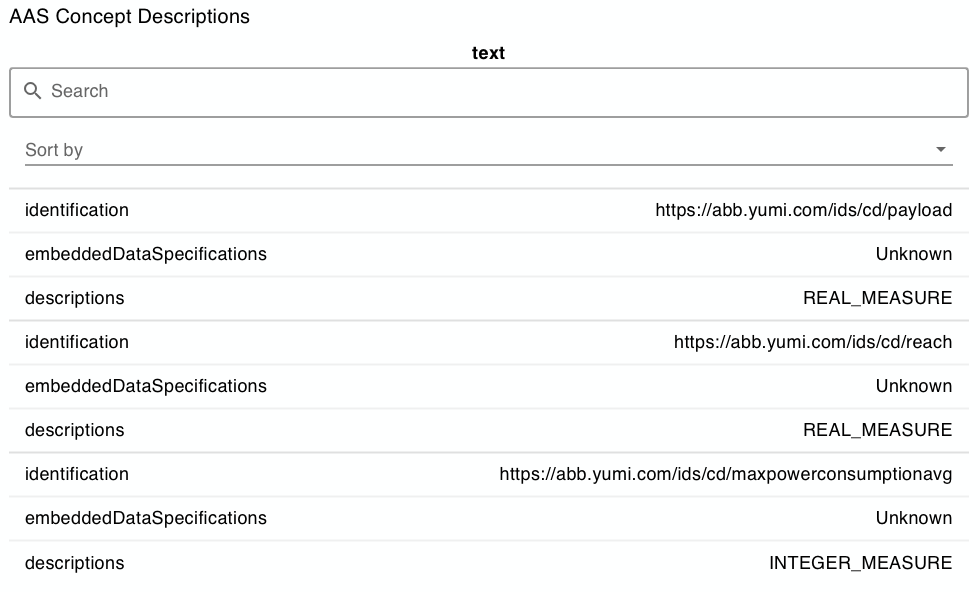 AAS Concept Descriptions
text
Search
Sort by
identification https://abb.yumi.com/ids/cd/payload
embeddedDataSpecifications Unknown
descriptions REAL_MEASURE
identification https://abb.yumi.com/ids/cd/reach
embeddedDataSpecifications Unknown
descriptions REAL_MEASURE
identification https://abb.yumi.com/ids/cd/maxpowerconsumptionavg
embeddedDataSpecifications Unknown
descriptions INTEGER_MEASURE